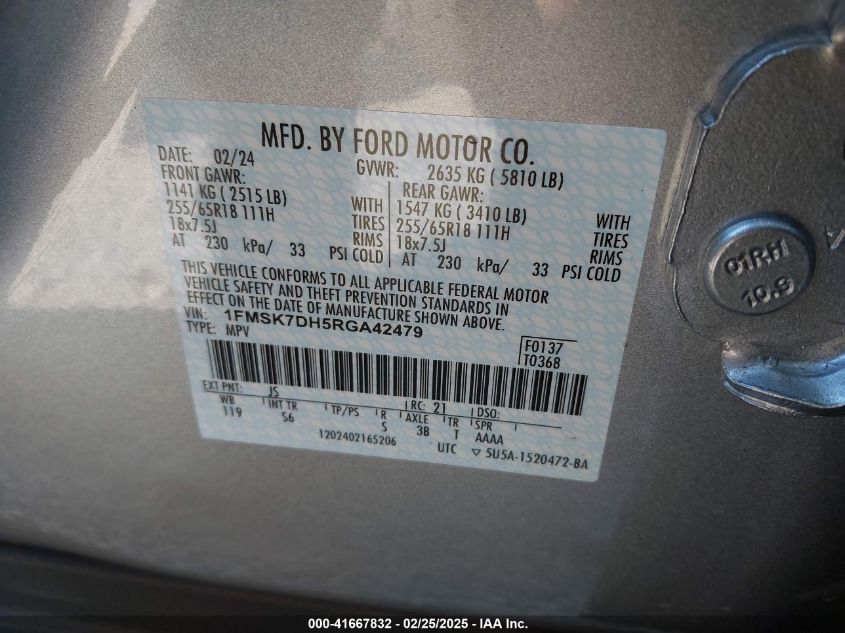 MFD. BY FORD MOTOR CO.
DATE: 02/24 GVWR: 2635 KG ( 5810 LB)
FRONT GAWR: REAR GAWR:
1141 KG ( 2515 LB) WITH 1547 KG ( 3410 LB) WITH
255/65R18 111H TIRES 255/65R18 111H TIRES
18x7.5J RIMS 18x7.5J RIMS
AT 230 kPa/ 33 PSI COLD AT 230 kPa/ 33 PSI COLD
THIS VEHICLE CONFORMS TO ALL APPLICABLE FEDERAL MOTOR
VEHICLE SAFETY AND THEFT PREVENTION STANDARDS IN
EFFECT ON THE DATE OF MANUFACTURE SHOWN ABOVE.
VIN: 1FMSK7DH5RGA42479
TYPE: MPV
F0137
T0368
EXT PNT: JS RC: 21 DSO:
WB INT TR TP/PS R AXLE TR SPR
119 S6 S 3B T AAAA
1202402165206 UTC ▽ 5U5A-1520472-BA
01RH
10.9
000-41667832 - 02/25/2025 - IAA Inc.